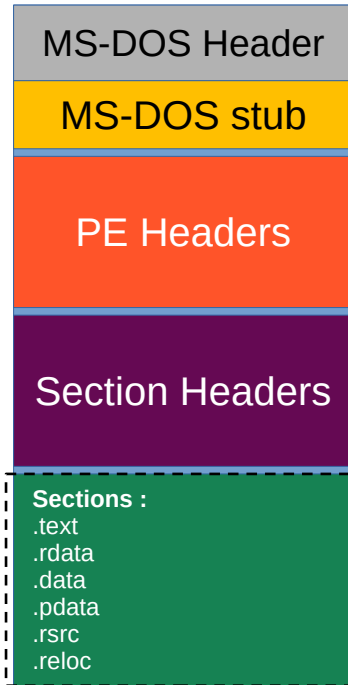 MS-DOS Header
MS-DOS stub
PE Headers
Section Headers
Sections :
.text
.rdata
.data
.pdata
.rsrc
.reloc